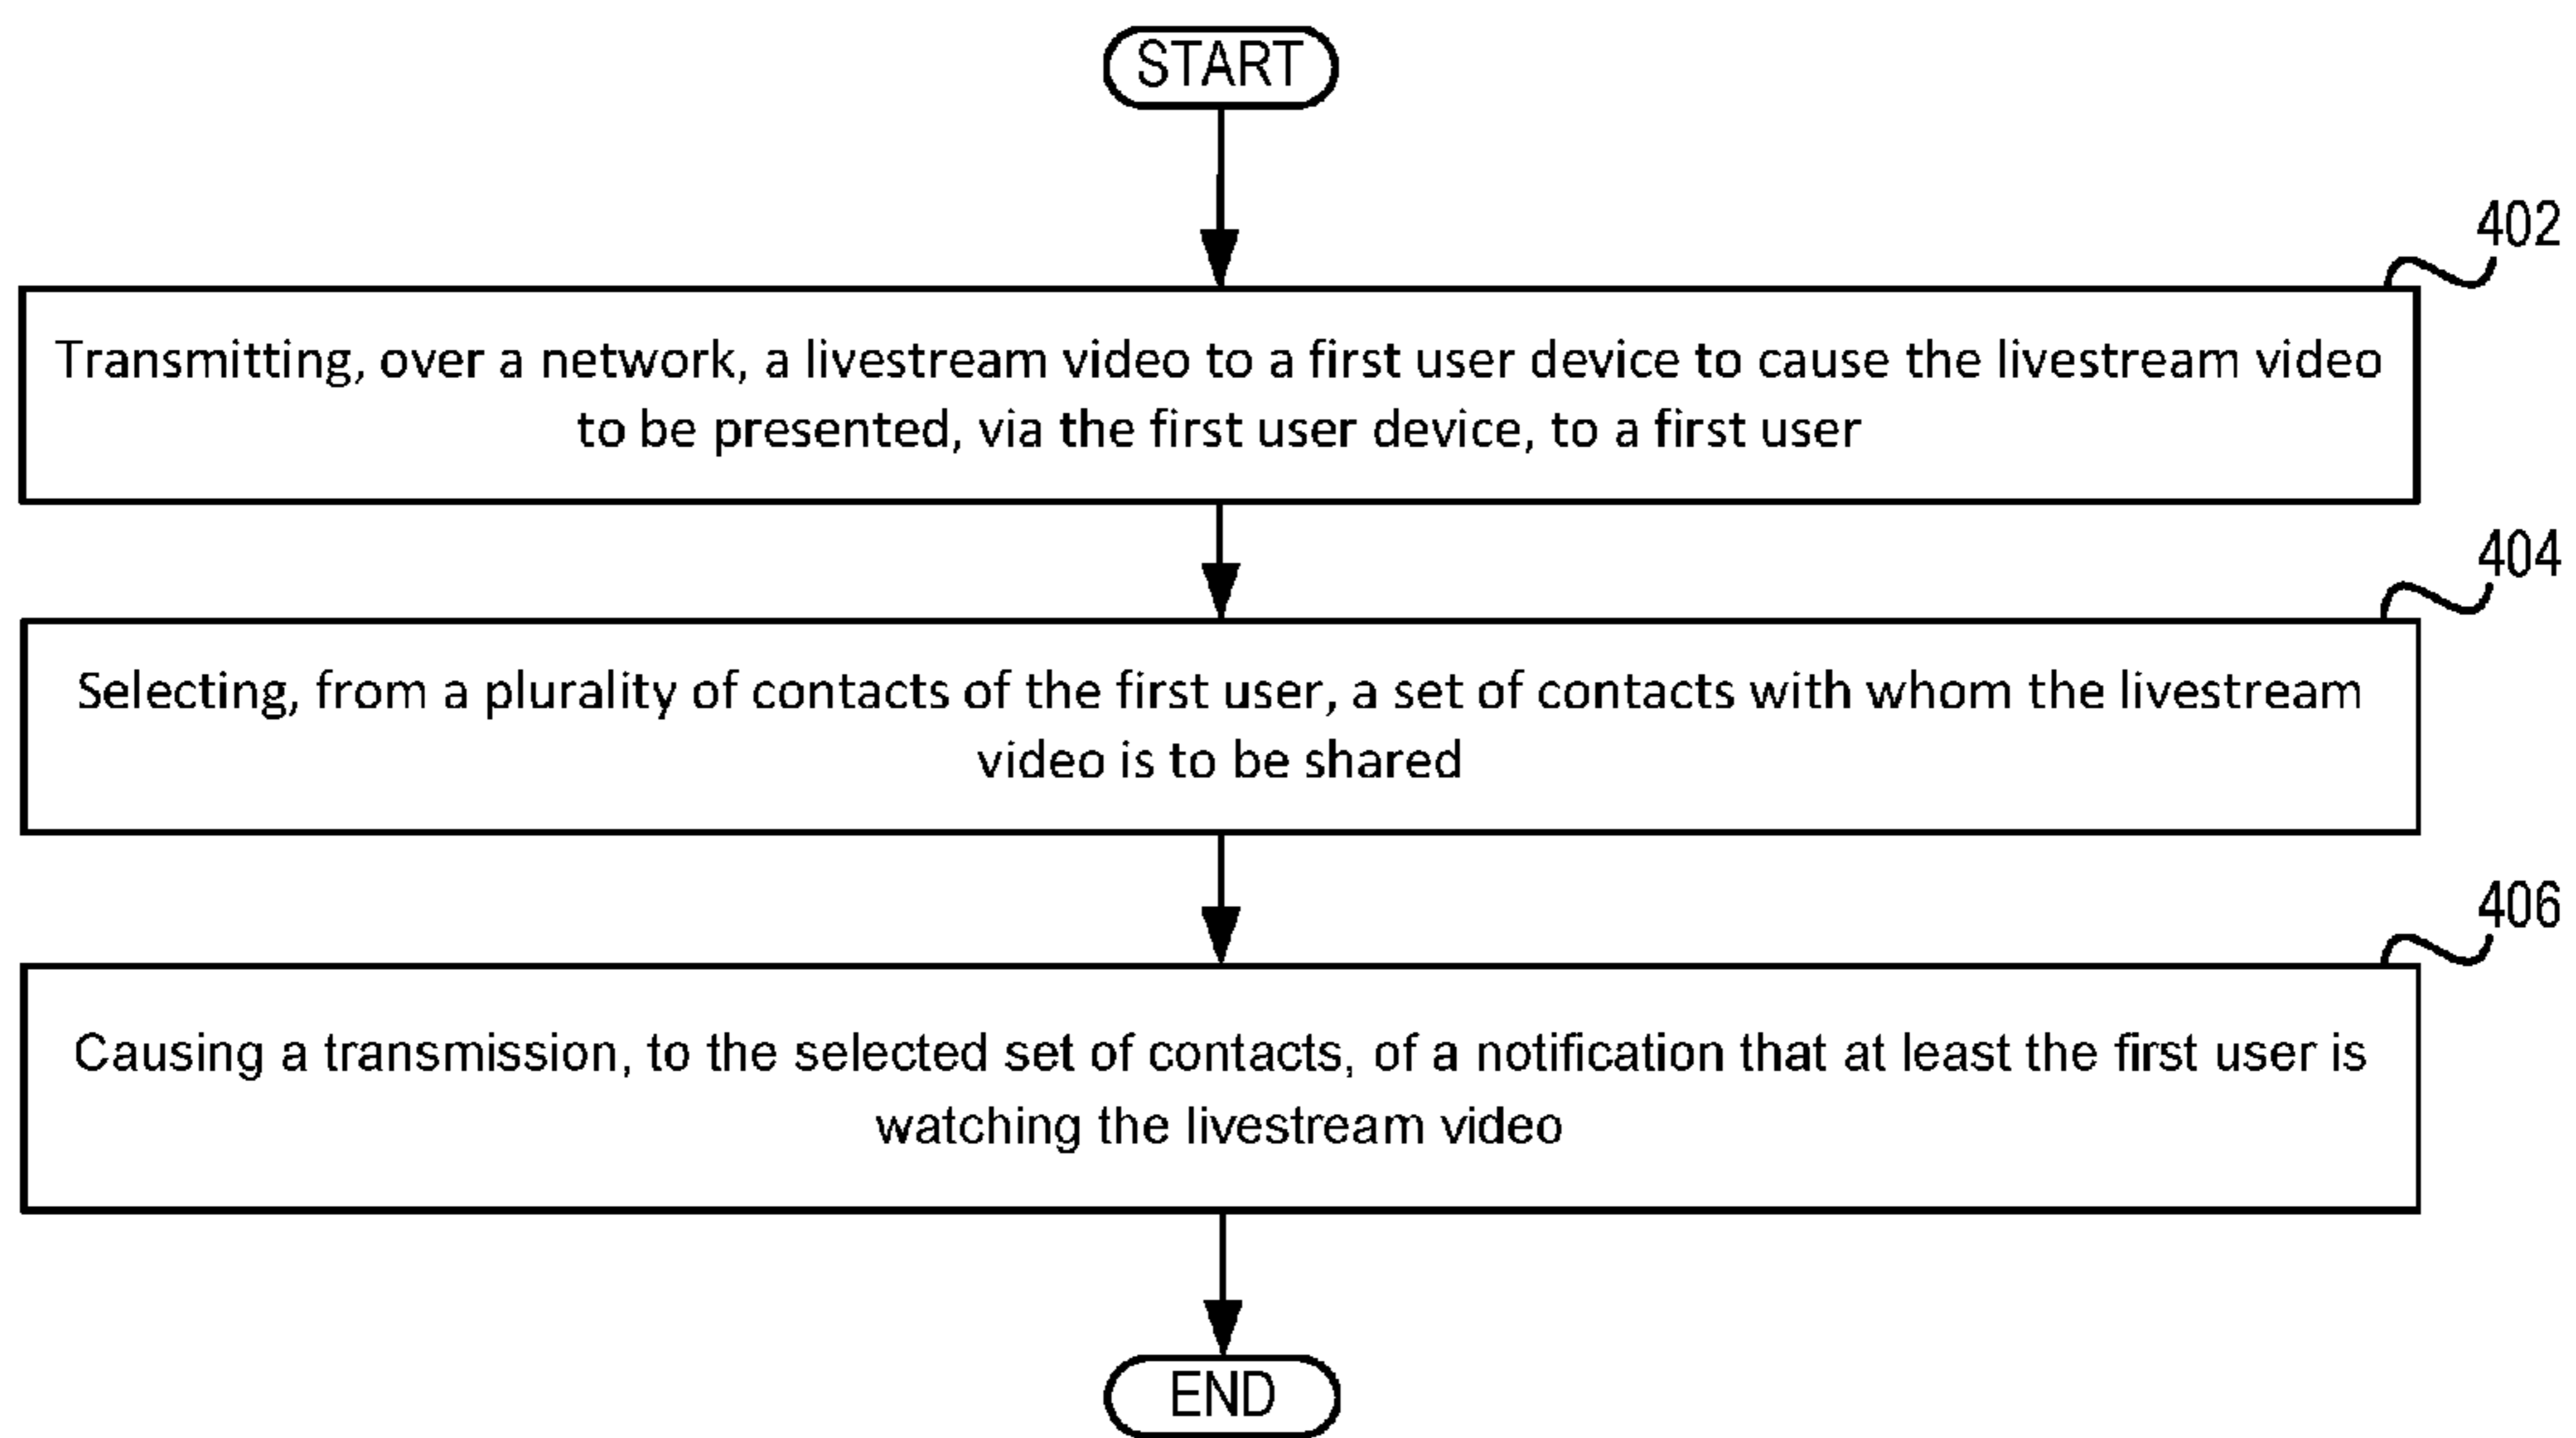 START
402
Transmitting, over a network, a livestream video to a first user device to cause the livestream video
to be presented, via the first user device, to a first user
404
Selecting, from a plurality of contacts of the first user, a set of contacts with whom the livestream
video is to be shared
406
Causing a transmission, to the selected set of contacts, of a notification that at least the first user is
watching the livestream video
END